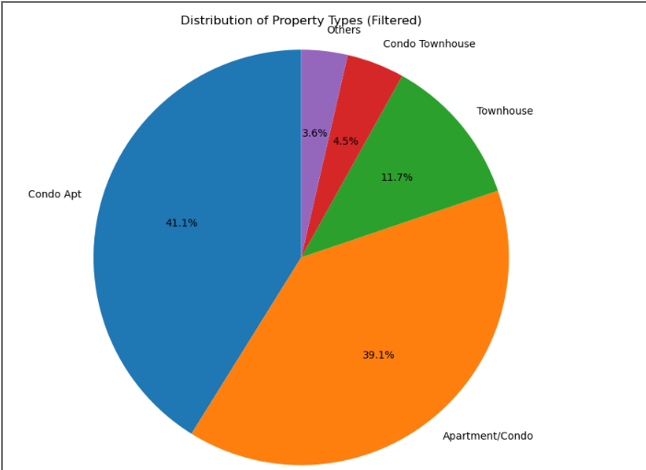 Distribution of Property Types (Filtered)
Others
Condo Townhouse
Townhouse
3.6%
4.5%
11.7%
Condo Apt
41.1%
39.1%
Apartment/Condo